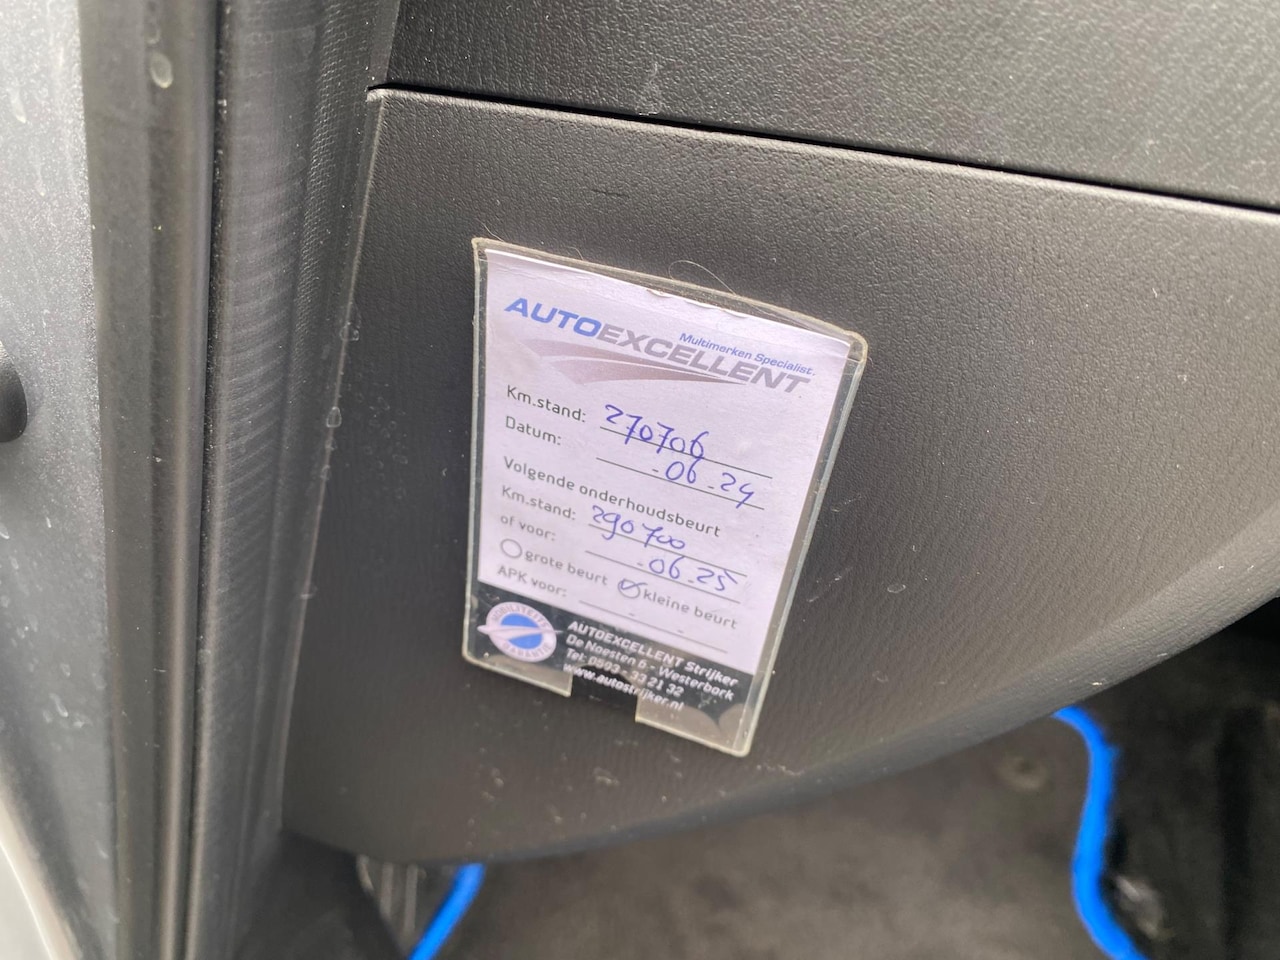 AUTOEXCELLENT
Multimerken Specialist.
Km.stand: 270706
Datum: -06-24
Volgende onderhoudsbeurt
Km.stand: 290700
of voor: -06-25
grote beurt kleine beurt
APK voor: - -
MOBILITEITS
GARANTIE
AUTOEXCELLENT Strijker
De Noesten 6 - Westerbork
Tel: 0593 - 33 21 32
www.autostrijker.nl